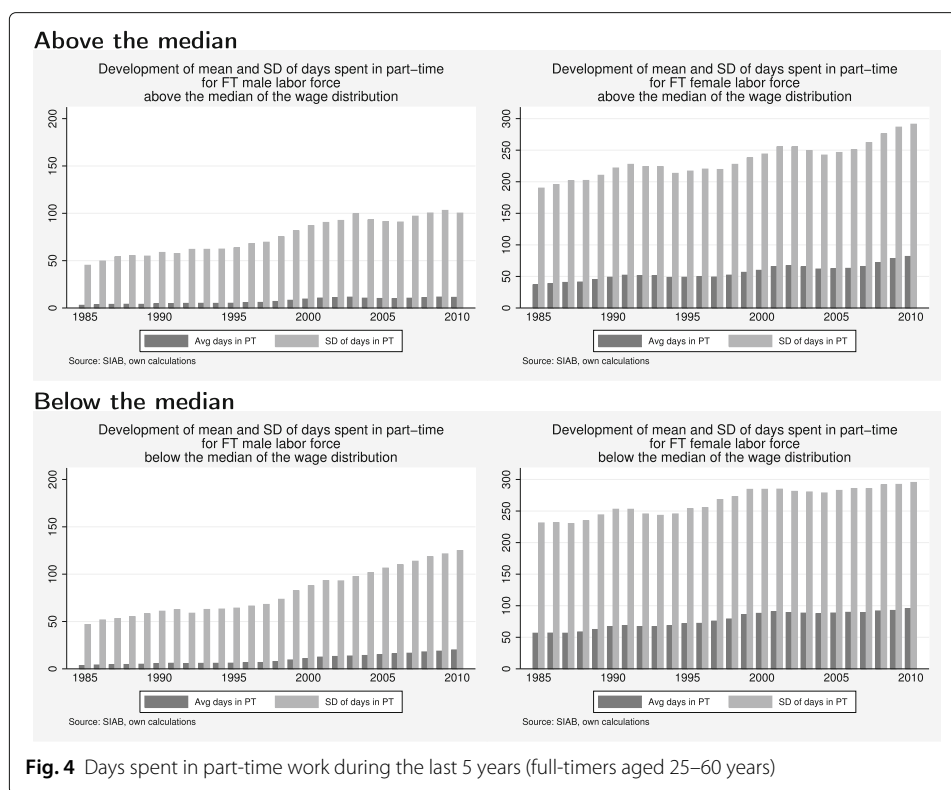 Above the median
Development of mean and SD of days spent in part–time
for FT male labor force
above the median of the wage distribution
200
150
100
50
0
1985 1990 1995 2000 2005 2010
Avg days in PT SD of days in PT
Source: SIAB, own calculations
Development of mean and SD of days spent in part–time
for FT female labor force
above the median of the wage distribution
300
250
200
150
100
50
0
1985 1990 1995 2000 2005 2010
Avg days in PT SD of days in PT
Source: SIAB, own calculations
Below the median
Development of mean and SD of days spent in part–time
for FT male labor force
below the median of the wage distribution
200
150
100
50
0
1985 1990 1995 2000 2005 2010
Avg days in PT SD of days in PT
Source: SIAB, own calculations
Development of mean and SD of days spent in part–time
for FT female labor force
below the median of the wage distribution
300
250
200
150
100
50
0
1985 1990 1995 2000 2005 2010
Avg days in PT SD of days in PT
Source: SIAB, own calculations
Fig. 4 Days spent in part-time work during the last 5 years (full-timers aged 25–60 years)